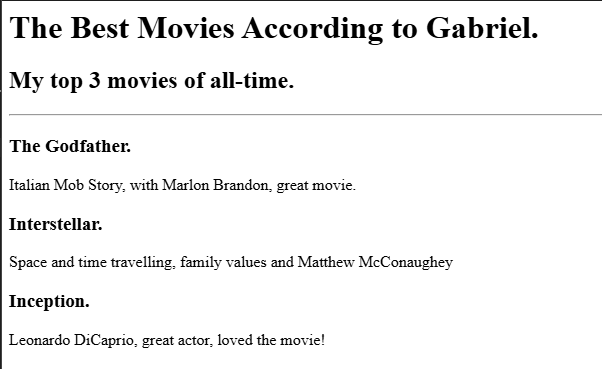 The Best Movies According to Gabriel.
My top 3 movies of all-time.
The Godfather.
Italian Mob Story, with Marlon Brandon, great movie.
Interstellar.
Space and time travelling, family values and Matthew McConaughey
Inception.
Leonardo DiCaprio, great actor, loved the movie!